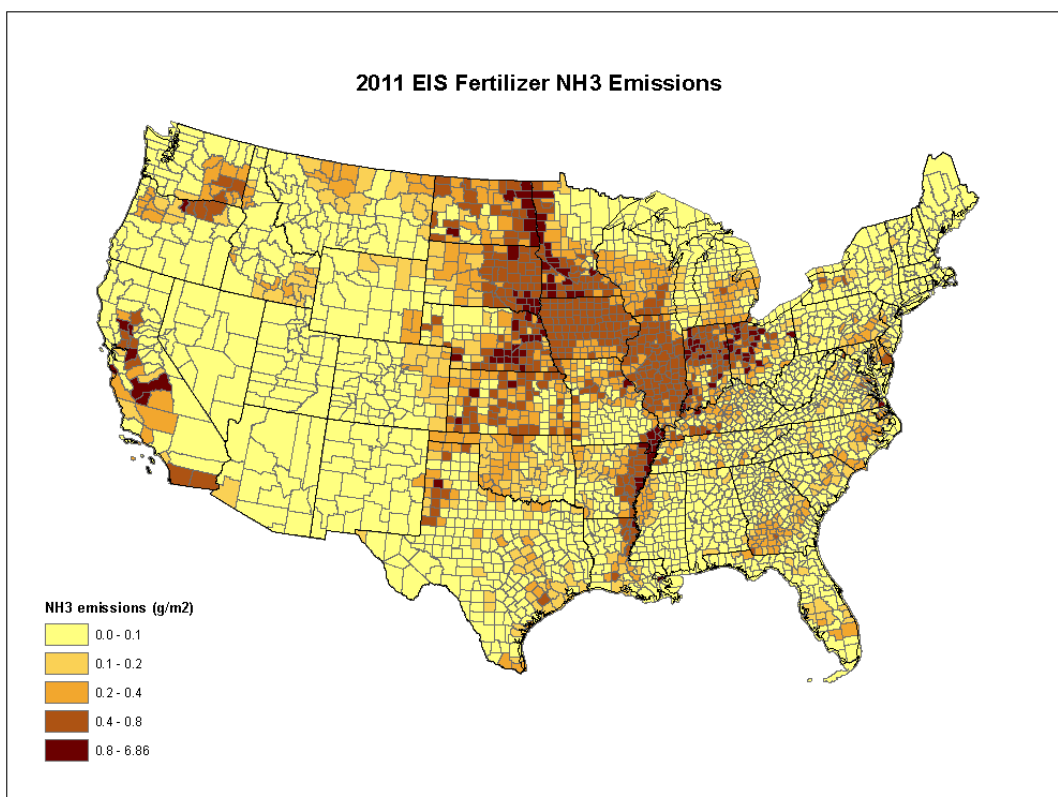 2011 EIS Fertilizer NH3 Emissions
NH3 emissions (g/m2)
0.0 - 0.1
0.1 - 0.2
0.2 - 0.4
0.4 - 0.8
0.8 - 6.86